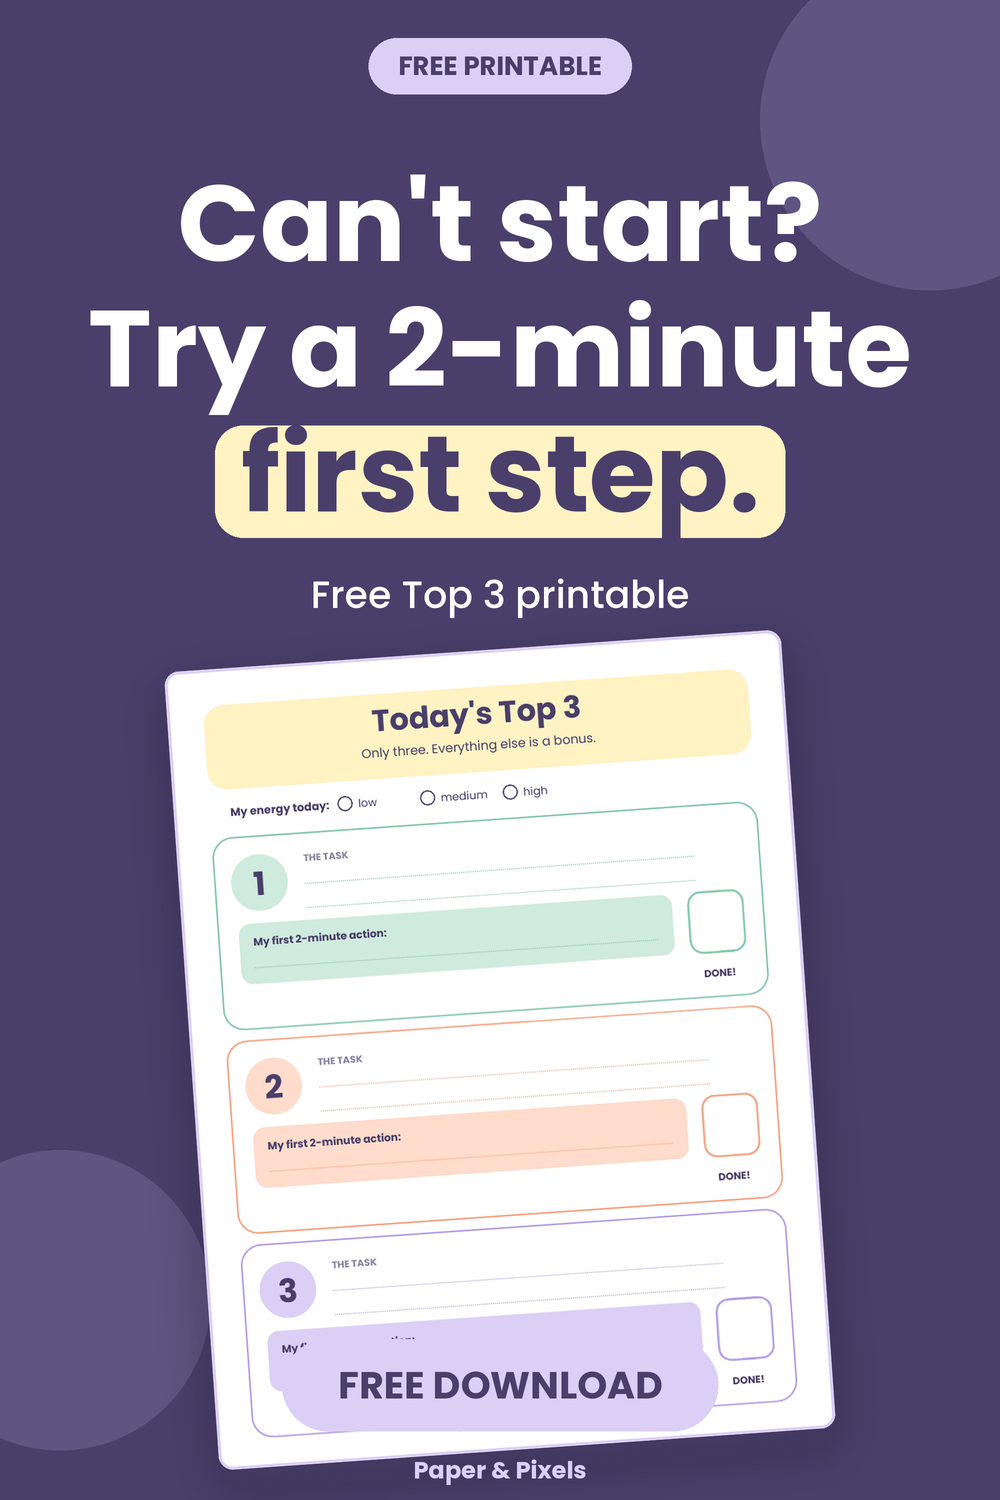 FREE PRINTABLE
Can't start?
Try a 2-minute
first step.
Free Top 3 printable
Today's Top 3
Only three. Everything else is a bonus.
My energy today: low medium high
1
THE TASK
My first 2-minute action:
DONE!
2
THE TASK
My first 2-minute action:
DONE!
3
THE TASK
My
DONE!
FREE DOWNLOAD
Paper & Pixels